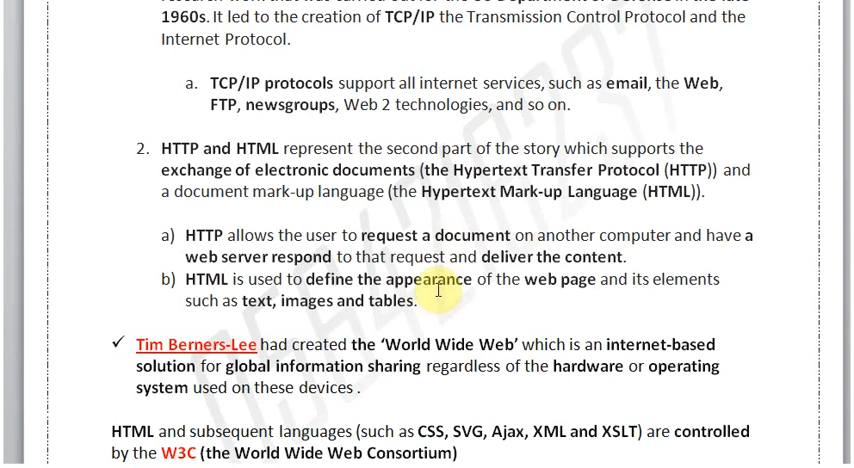 1960s. It led to the creation of TCP/IP the Transmission Control Protocol and the
Internet Protocol.
a. TCP/IP protocols support all internet services, such as email, the Web,
FTP, newsgroups, Web 2 technologies, and so on.
2. HTTP and HTML represent the second part of the story which supports the
exchange of electronic documents (the Hypertext Transfer Protocol (HTTP)) and
a document mark-up language (the Hypertext Mark-up Language (HTML)).
a) HTTP allows the user to request a document on another computer and have a
web server respond to that request and deliver the content.
b) HTML is used to define the appearance of the web page and its elements
such as text, images and tables.
✓ Tim Berners-Lee had created the ‘World Wide Web’ which is an internet-based
solution for global information sharing regardless of the hardware or operating
system used on these devices .
HTML and subsequent languages (such as CSS, SVG, Ajax, XML and XSLT) are controlled
by the W3C (the World Wide Web Consortium)